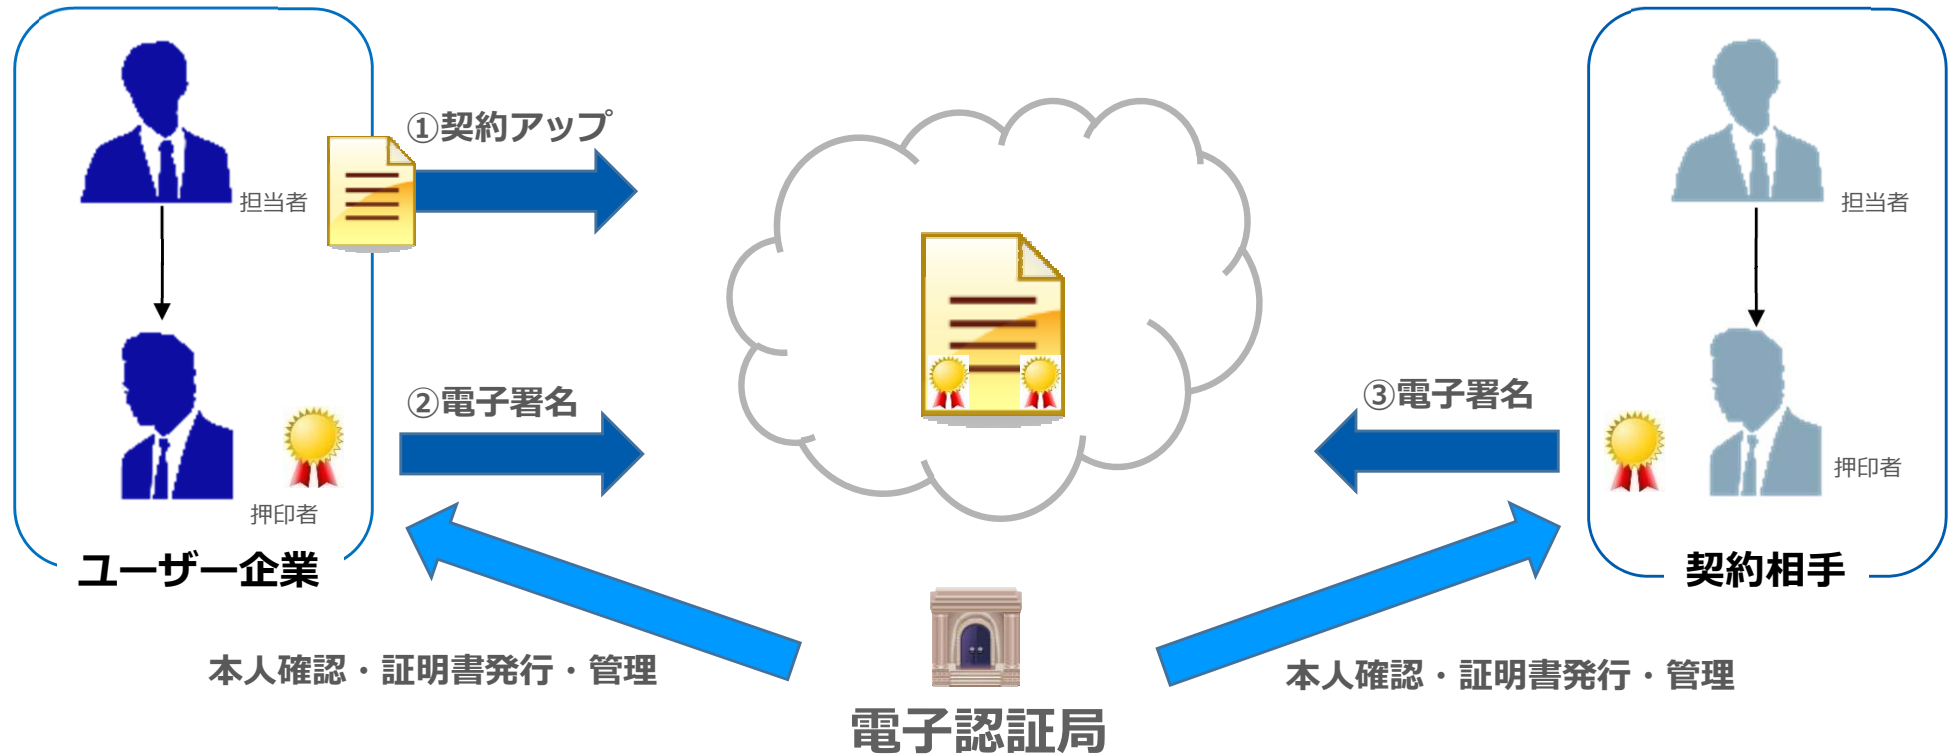 ①契約アップ
担当者
担当者
②電子署名
③電子署名
押印者
押印者
ユーザー企業
契約相手
本人確認・証明書発行・管理
本人確認・証明書発行・管理
電子認証局